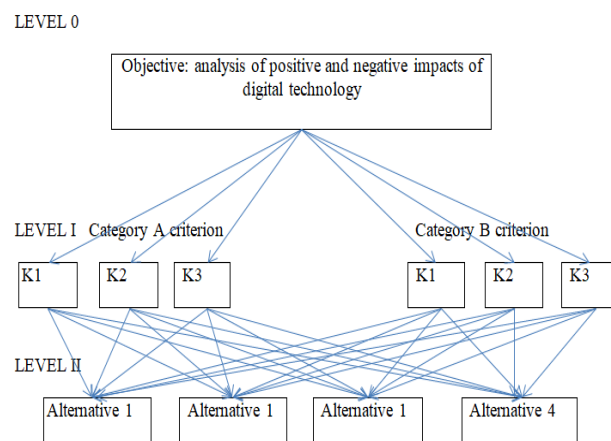 LEVEL 0
Objective: analysis of positive and negative impacts of
digital technology
LEVEL I Category A criterion Category B criterion
K1 K2 K3 K1 K2 K3
LEVEL II
Alternative 1 Alternative 1 Alternative 1 Alternative 4